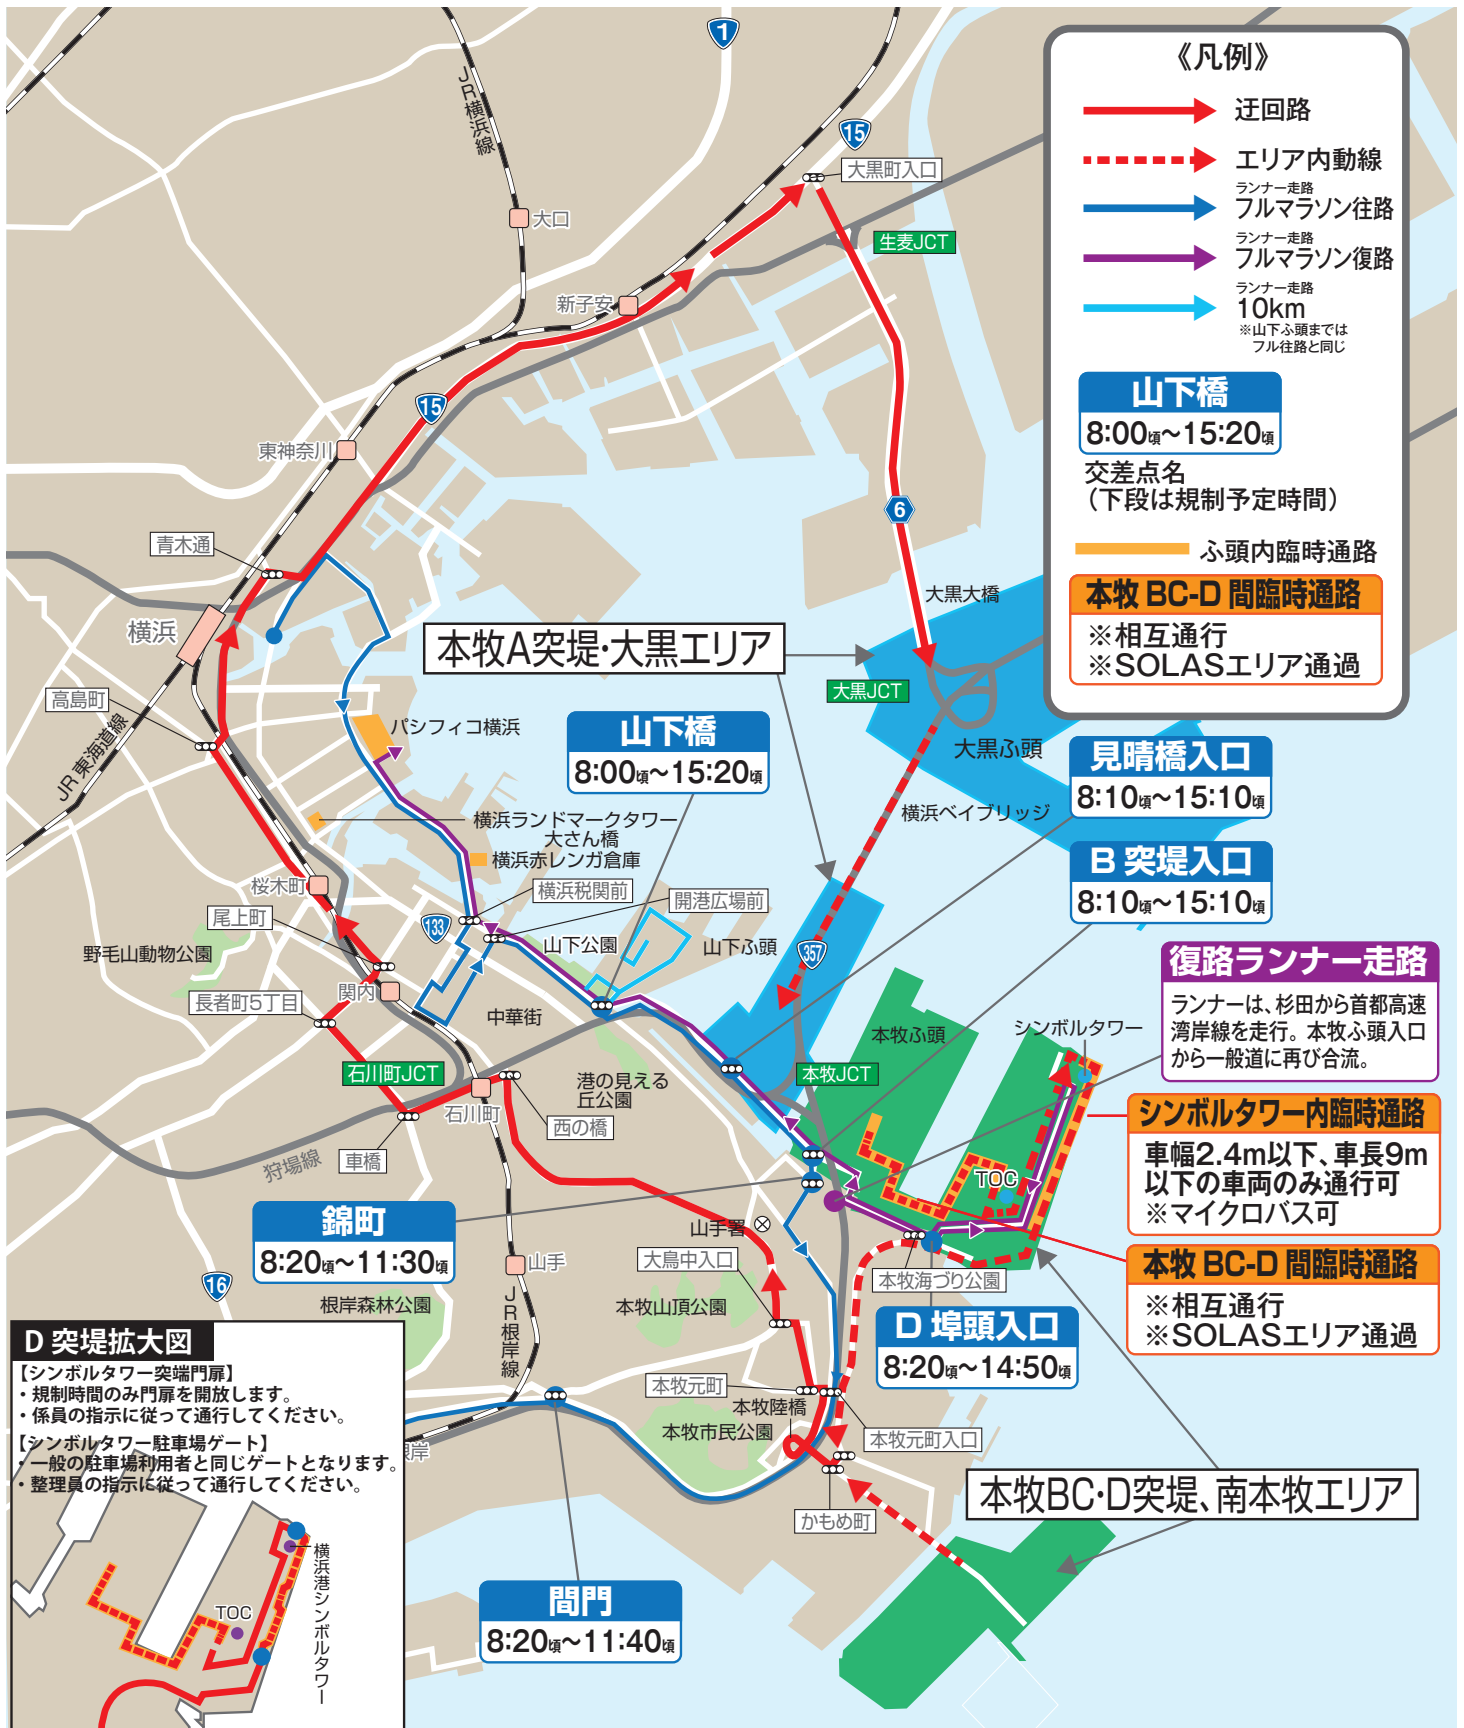 《凡例》
迂回路
エリア内動線
ランナー走路
フルマラソン往路
ランナー走路
フルマラソン復路
ランナー走路
10km
※山下ふ頭までは
フル往路と同じ
山下橋
8:00頃～15:20頃
交差点名
（下段は規制予定時間）
ふ頭内臨時通路
本牧 BC-D 間臨時通路
※相互通行
※SOLASエリア通過
1
JR横浜線
15
大黒町入口
大口
生麦JCT
新子安
15
東神奈川
6
青木通
大黒大橋
横浜
本牧A突堤・大黒エリア
高島町
大黒JCT
JR東海道線
パシフィコ横浜
山下橋
8:00頃～15:20頃
大黒ふ頭
見晴橋入口
8:10頃～15:10頃
横浜ベイブリッジ
横浜ランドマークタワー
大さん橋
横浜赤レンガ倉庫
B 突堤入口
8:10頃～15:10頃
桜木町
横浜税関前
開港広場前
尾上町
133
野毛山動物公園
山下公園
山下ふ頭
357
復路ランナー走路
ランナーは、杉田から首都高速
湾岸線を走行。本牧ふ頭入口
から一般道に再び合流。
関内
長者町5丁目
中華街
本牧ふ頭
シンボルタワー
石川町JCT
本牧JCT
港の見える
丘公園
石川町
西の橋
シンボルタワー内臨時通路
車幅2.4m以下、車長9m
以下の車両のみ通行可
※マイクロバス可
車橋
狩場線
TOC
錦町
8:20頃～11:30頃
山手署
大鳥中入口
本牧海づり公園
本牧 BC-D 間臨時通路
※相互通行
※SOLASエリア通過
山手
16
根岸森林公園
JR根岸線
本牧山頂公園
D 埠頭入口
8:20頃～14:50頃
D 突堤拡大図
【シンボルタワー突端門扉】
・規制時間のみ門扉を開放します。
・係員の指示に従って通行してください。
【シンボルタワー駐車場ゲート】
・一般の駐車場利用者と同じゲートとなります。
・整理員の指示に従って通行してください。
横浜港シンボルタワー
TOC
岸
本牧元町
本牧陸橋
本牧市民公園
本牧元町入口
本牧BC・D突堤、南本牧エリア
かもめ町
間門
8:20頃～11:40頃